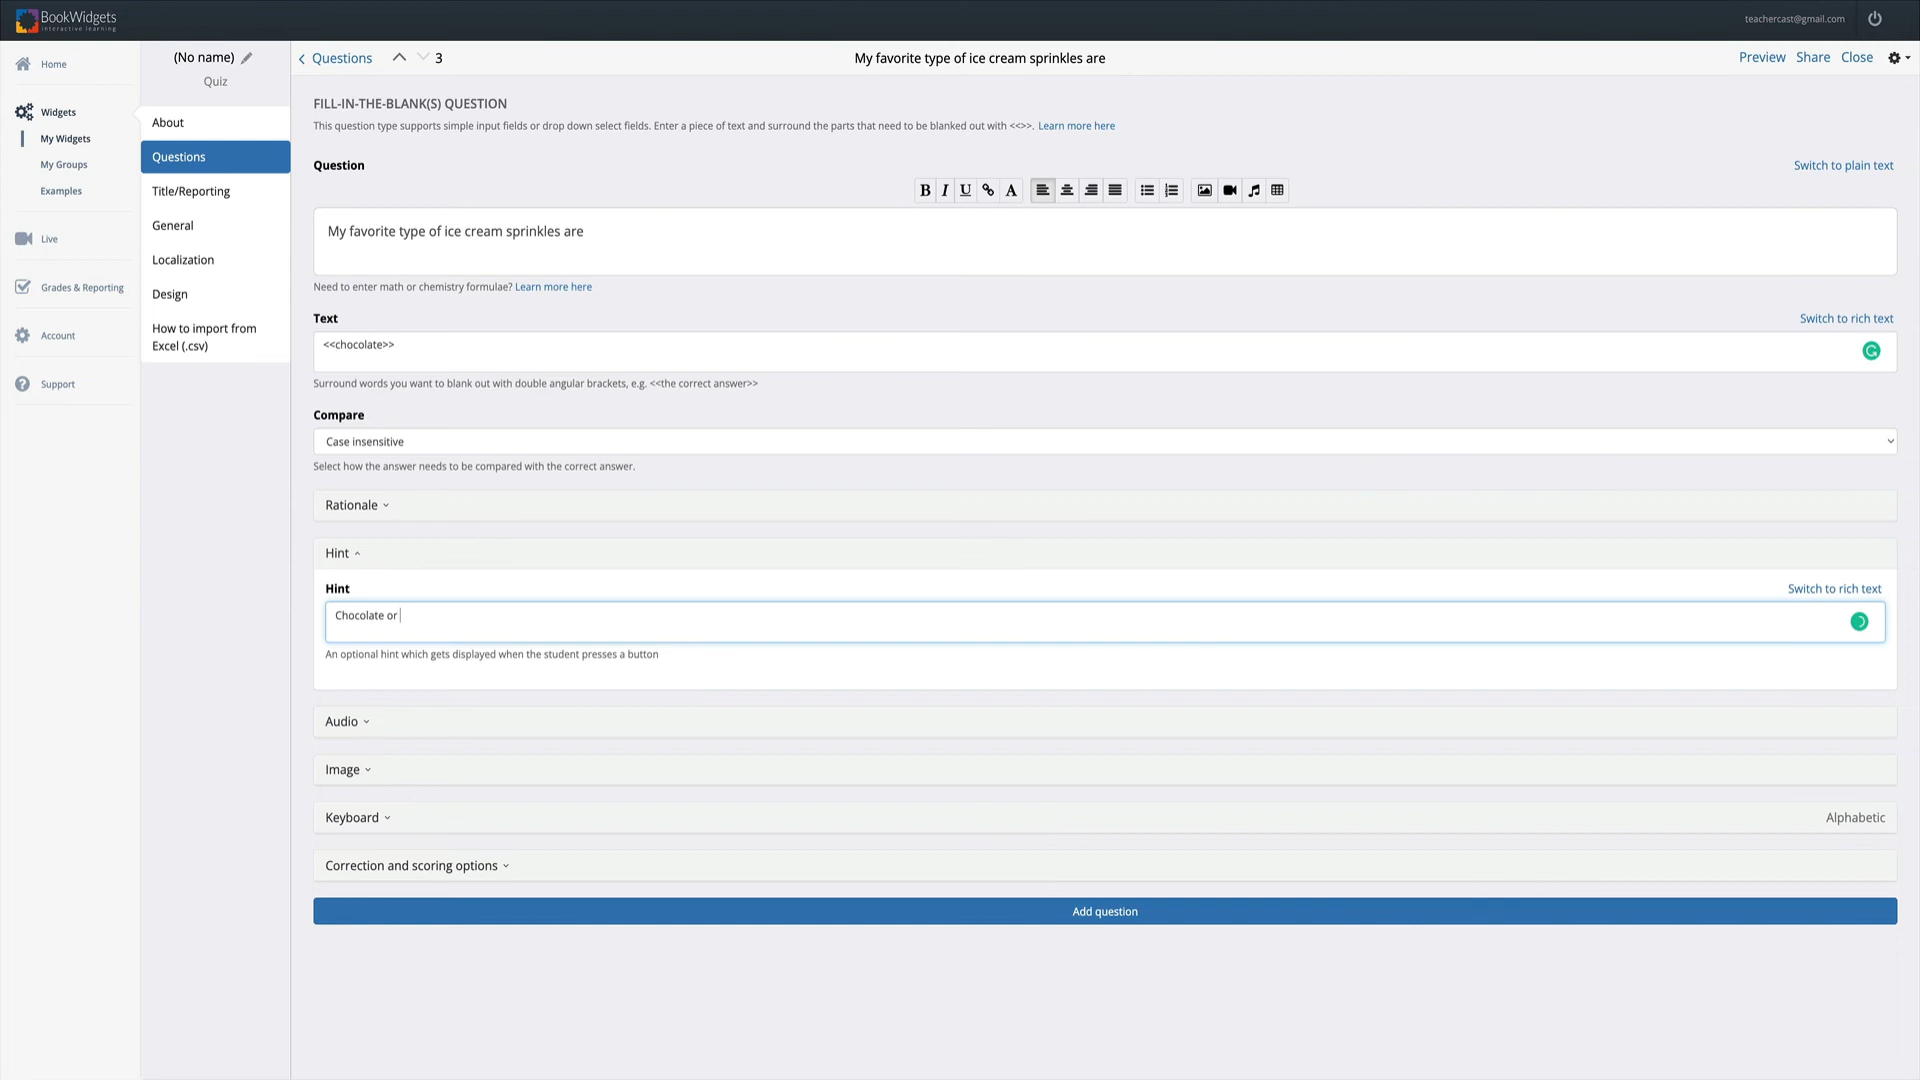 BookWidgets
interactive learning
teachercast@gmail.com
Home
Widgets
My Widgets
My Groups
Examples
Live
Grades & Reporting
Account
Support
(No name)
Quiz
About
Questions
Title/Reporting
General
Localization
Design
How to import from
Excel (.csv)
Questions 3
My favorite type of ice cream sprinkles are
Preview Share Close
FILL-IN-THE-BLANK(S) QUESTION
This question type supports simple input fields or drop down select fields. Enter a piece of text and surround the parts that need to be blanked out with <<>>. Learn more here
Question
Switch to plain text
B I U A
My favorite type of ice cream sprinkles are
Need to enter math or chemistry formulae? Learn more here
Text
Switch to rich text
<<chocolate>>
Surround words you want to blank out with double angular brackets, e.g. <<the correct answer>>
Compare
Case insensitive
Select how the answer needs to be compared with the correct answer.
Rationale
Hint
Hint
Switch to rich text
Chocolate or
An optional hint which gets displayed when the student presses a button
Audio
Image
Keyboard
Alphabetic
Correction and scoring options
Add question